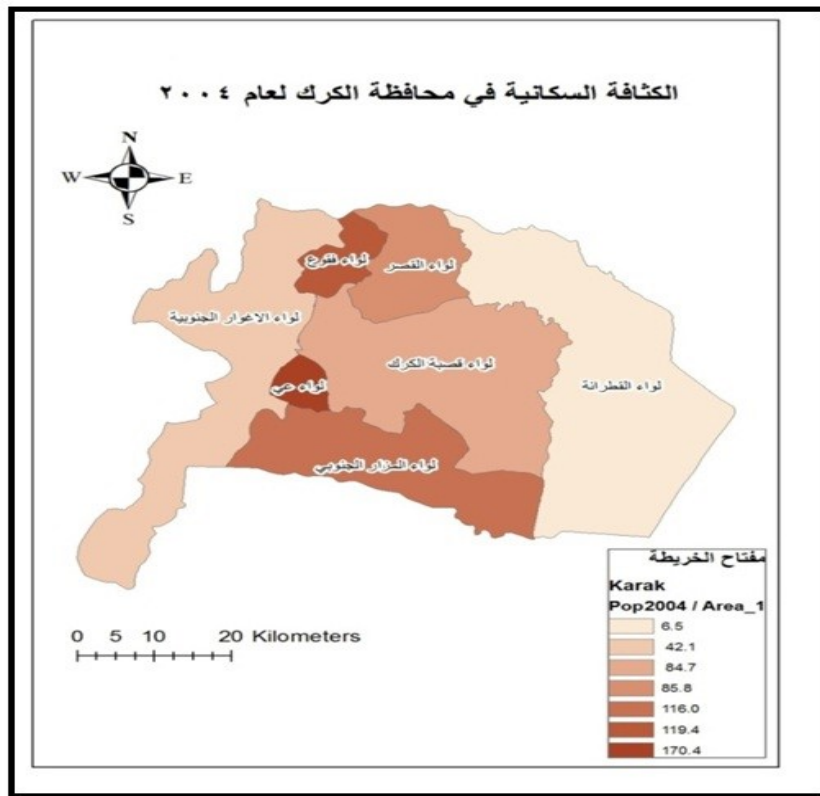 الكثافة السكانية في محافظة الكرك لعام ٢٠٠٤
N
W E
S
لواء فقوع
لواء القصر
لواء الاغوار الجنوبية
لواء قصبة الكرك
لواء القطرانة
لواء عي
لواء المزار الجنوبي
مفتاح الخريطة
Karak
Pop2004 / Area_1
6.5
42.1
84.7
85.8
116.0
119.4
170.4
0 5 10 20 Kilometers